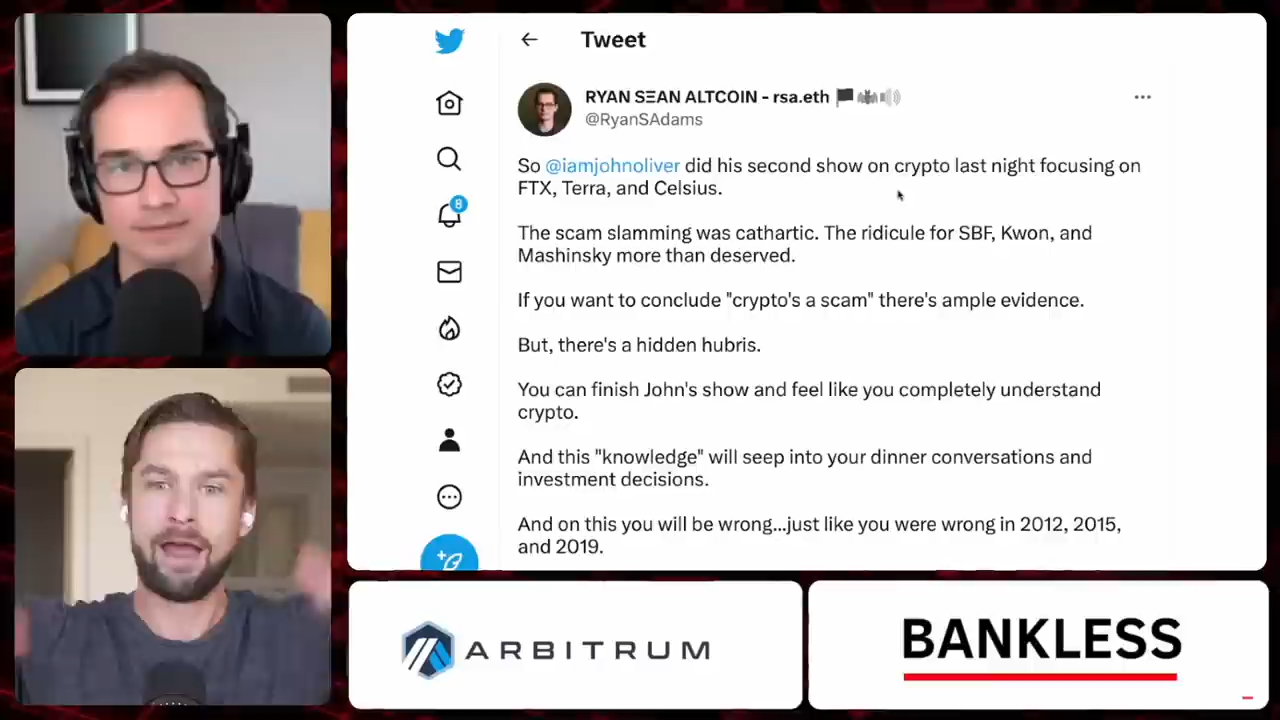 Tweet
RYAN SΞAN ALTCOIN - rsa.eth 🏴🦇🔊
@RyanSAdams
So @iamjohnoliver did his second show on crypto last night focusing on
FTX, Terra, and Celsius.
The scam slamming was cathartic. The ridicule for SBF, Kwon, and
Mashinsky more than deserved.
If you want to conclude "crypto's a scam" there's ample evidence.
But, there's a hidden hubris.
You can finish John's show and feel like you completely understand
crypto.
And this "knowledge" will seep into your dinner conversations and
investment decisions.
And on this you will be wrong...just like you were wrong in 2012, 2015,
and 2019.
8
ARBITRUM
BANKLESS